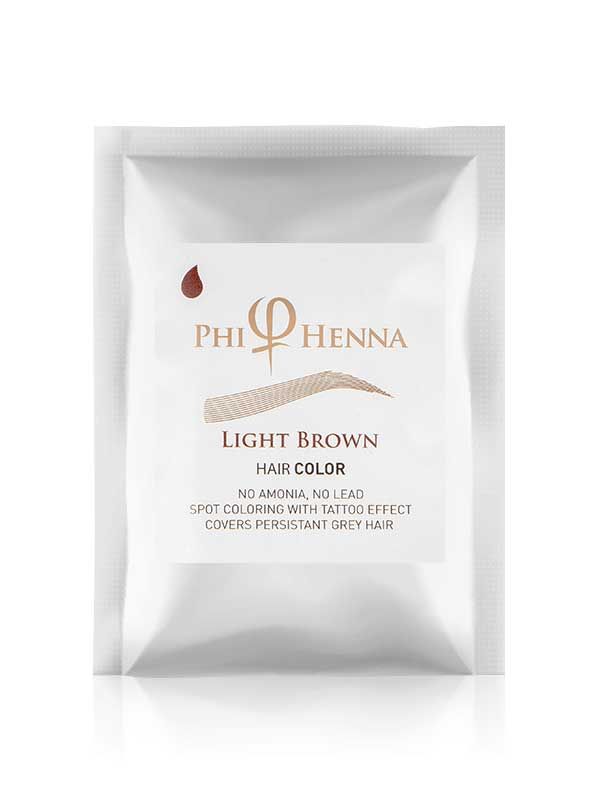 PHI φ HENNA
LIGHT BROWN
HAIR COLOR
NO AMONIA, NO LEAD
SPOT COLORING WITH TATTOO EFFECT
COVERS PERSISTANT GREY HAIR